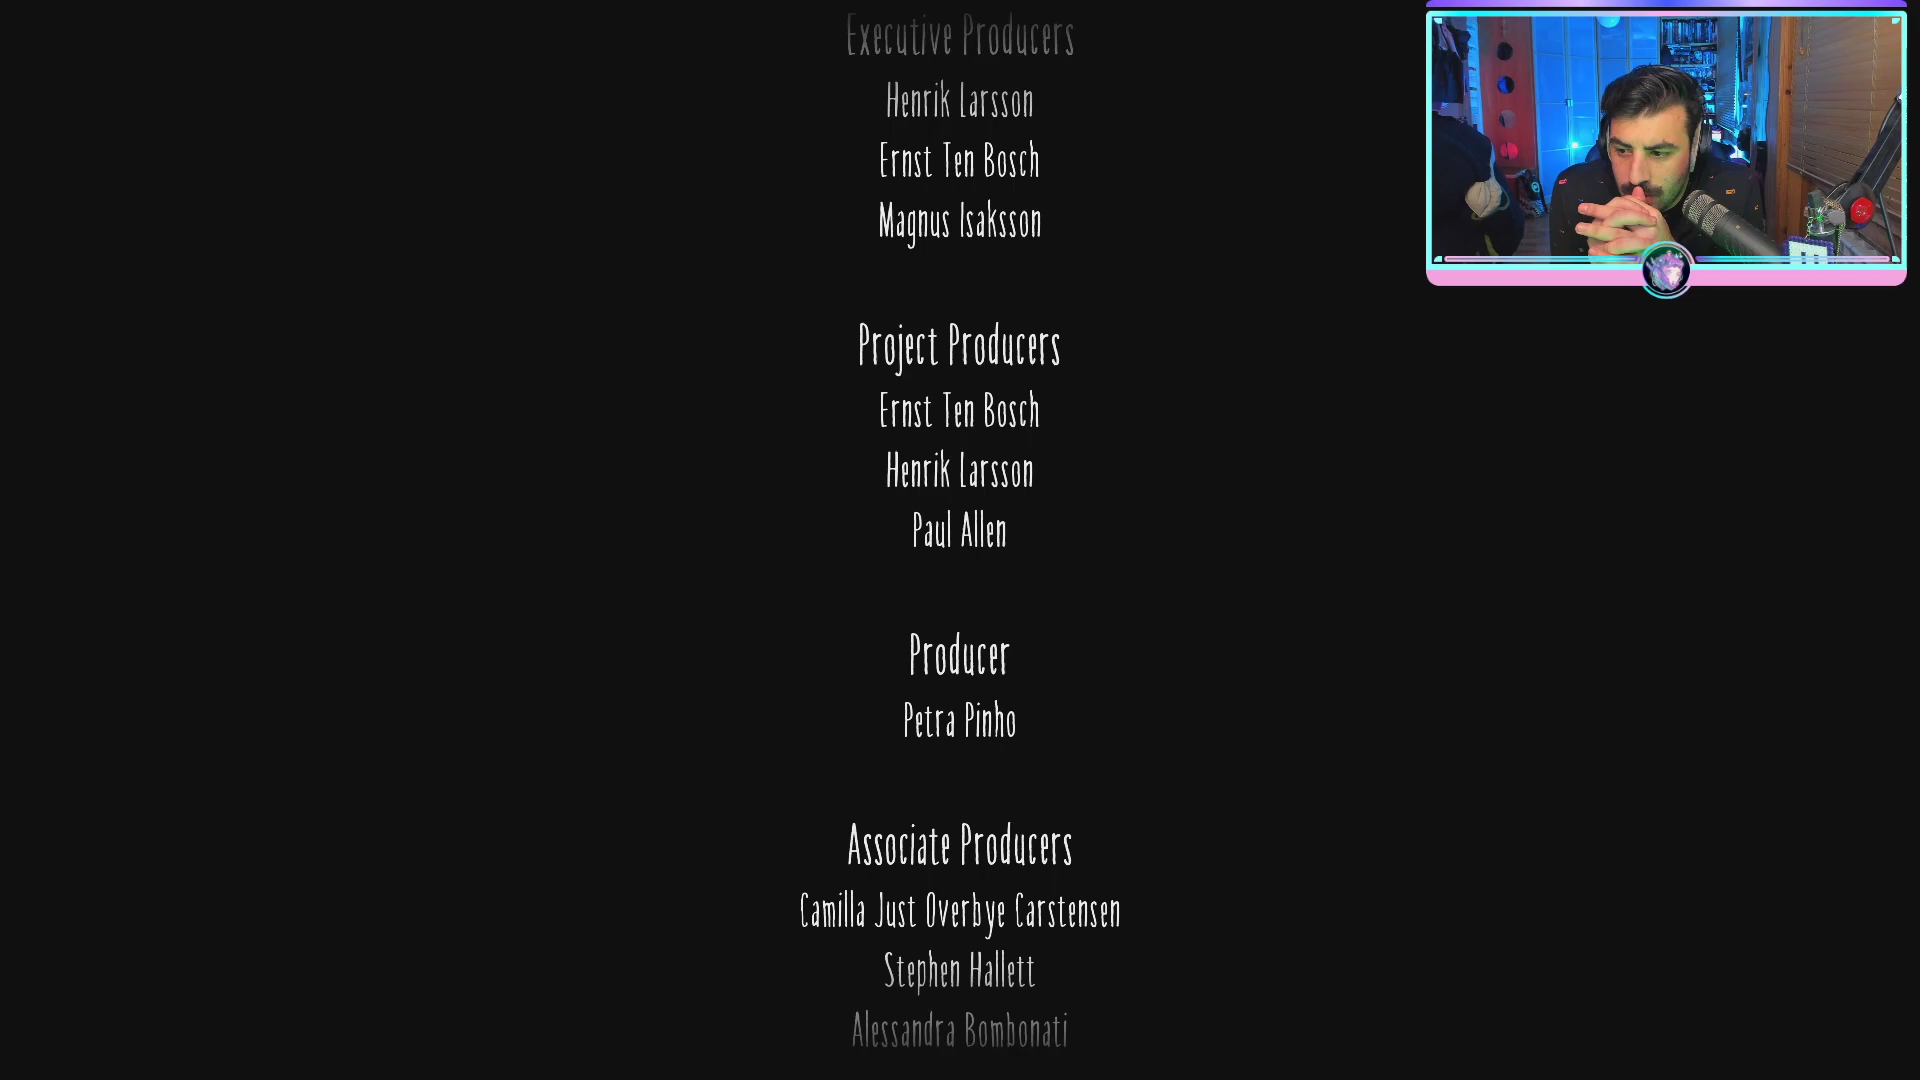 Executive Producers
Henrik Larsson
Ernst Ten Bosch
Magnus Isaksson
Project Producers
Ernst Ten Bosch
Henrik Larsson
Paul Allen
Producer
Petra Pinho
Associate Producers
Camilla Just Overbye Carstensen
Stephen Hallett
Alessandra Bombonati